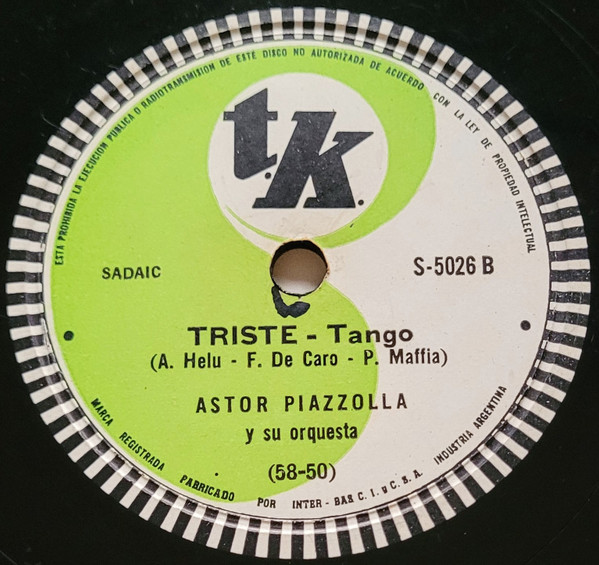 ESTA PROHIBIDA LA EJECUCION PUBLICA O RADIOTRANSMISION DE ESTE DISCO NO AUTORIZADA DE ACUERDO CON LA LEY DE PROPIEDAD INTELECTUAL
t.k.
SADAIC
S-5026 B
TRISTE - Tango
(A. Helu - F. De Caro - P. Maffia)
ASTOR PIAZZOLLA
y su orquesta
(58-50)
MARCA REGISTRADA FABRICADO POR INTER - BAS C. I. y C. S. A. INDUSTRIA ARGENTINA